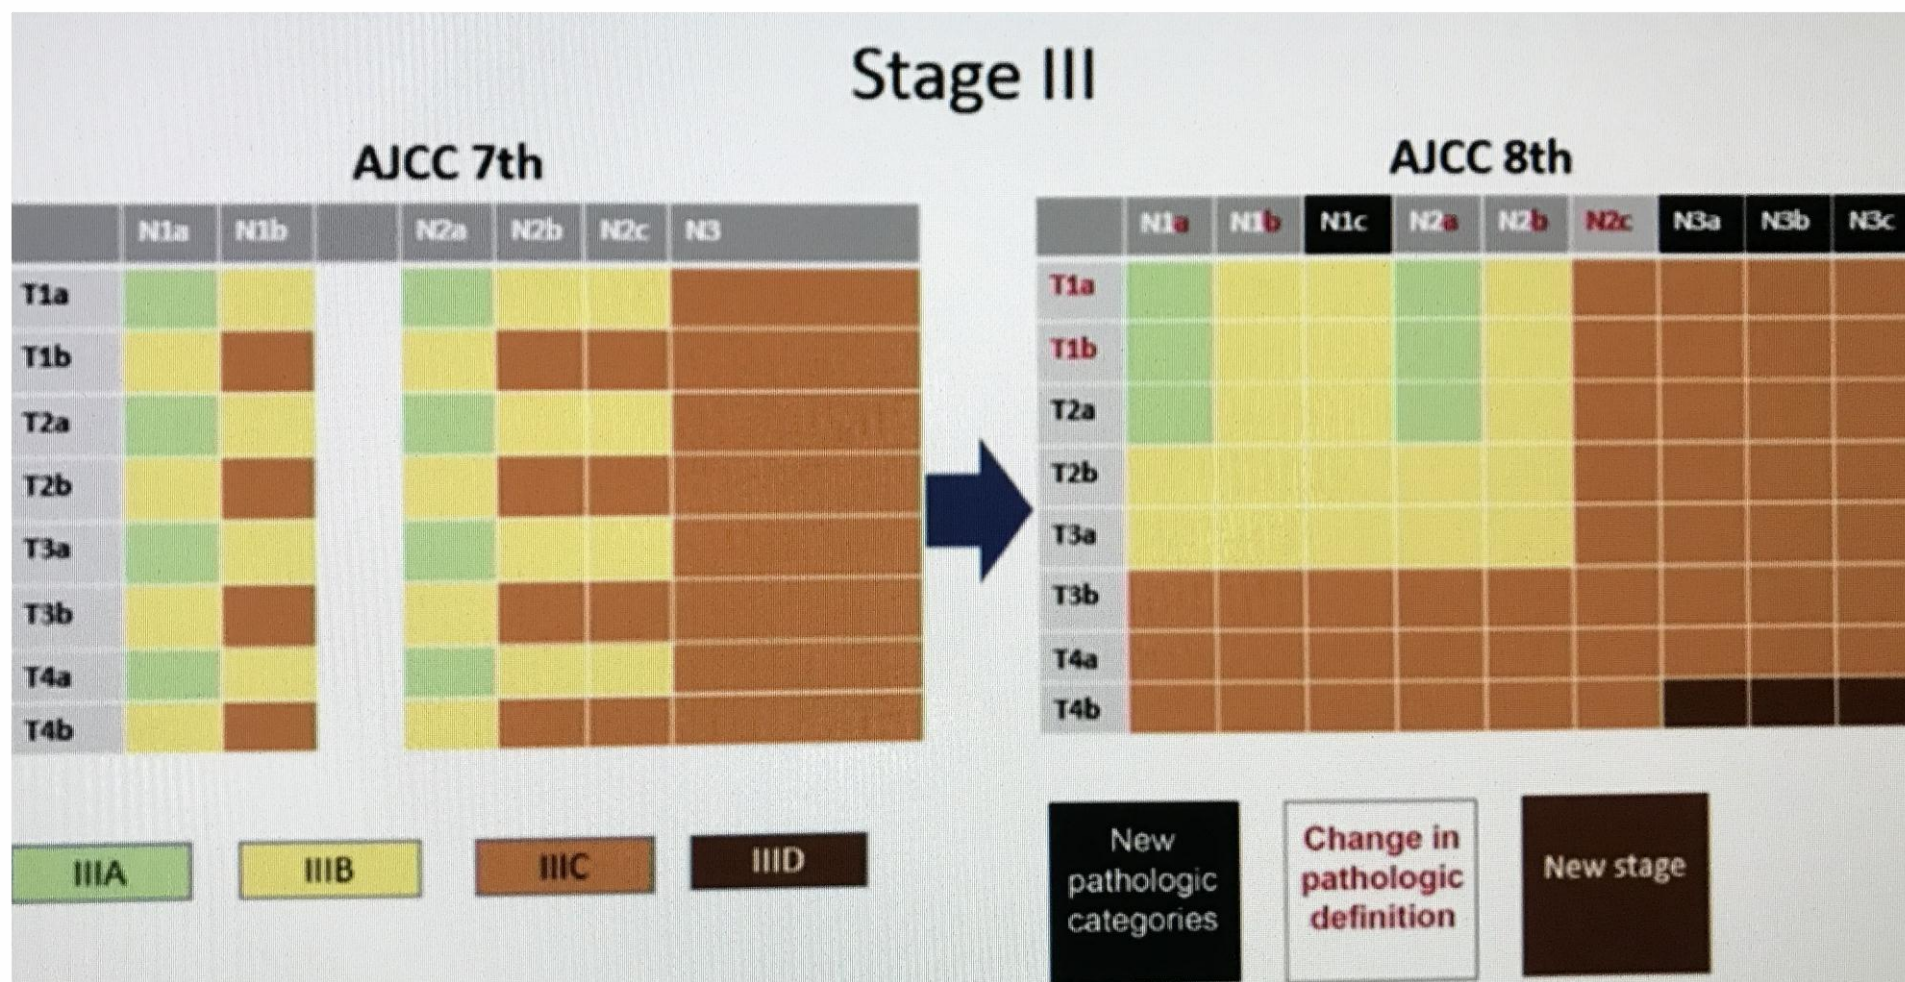 Stage III
AJCC 7th
N1a N1b N2a N2b N2c N3
T1a
T1b
T2a
T2b
T3a
T3b
T4a
T4b
IIIA IIIB IIIC IIID
AJCC 8th
N1a N1b N1c N2a N2b N2c N3a N3b N3c
T1a
T1b
T2a
T2b
T3a
T3b
T4a
T4b
New
pathologic
categories
Change in
pathologic
definition
New stage